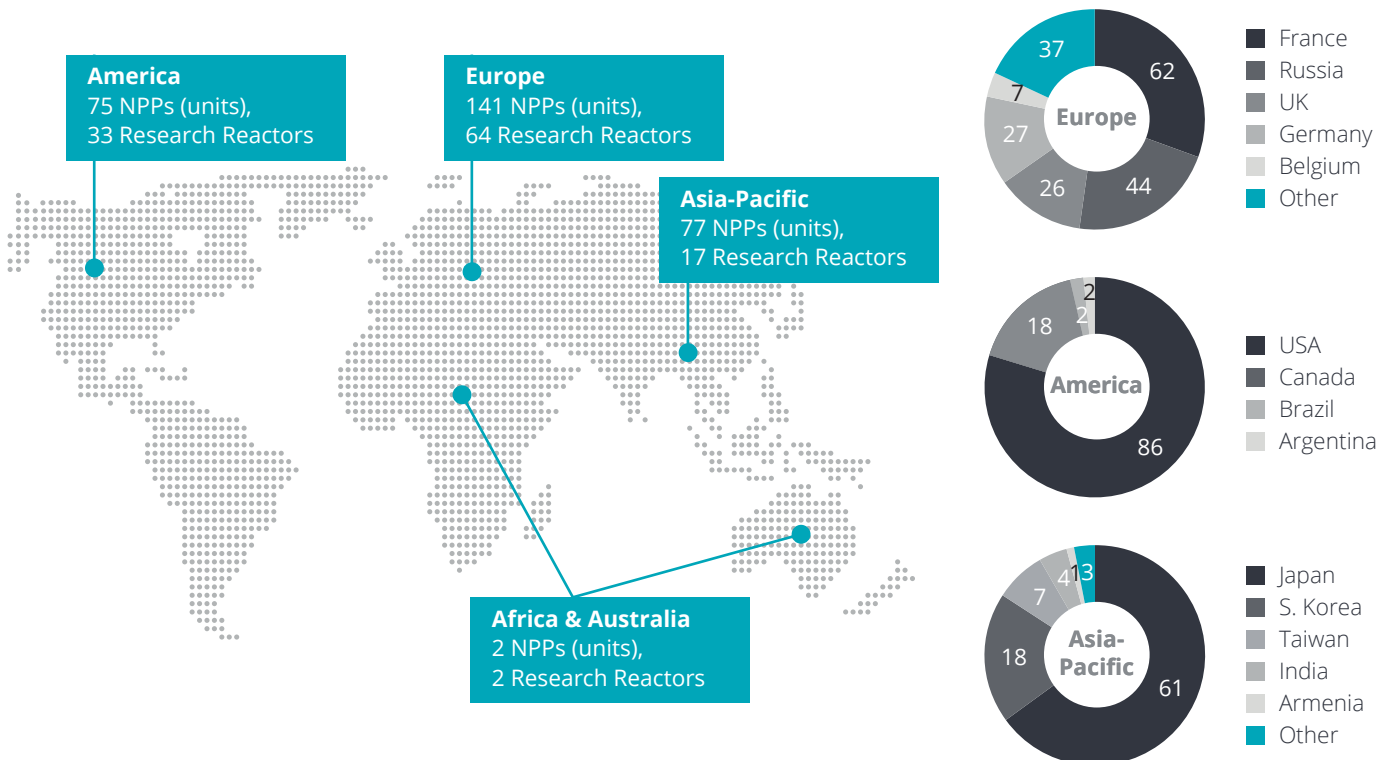 America
75 NPPs (units),
33 Research Reactors
Europe
141 NPPs (units),
64 Research Reactors
Asia-Pacific
77 NPPs (units),
17 Research Reactors
Africa & Australia
2 NPPs (units),
2 Research Reactors
37
62
7
Europe
27
26
44
France
Russia
UK
Germany
Belgium
Other
2
18
2
America
86
USA
Canada
Brazil
Argentina
4
1
3
7
Asia-
Pacific
18
61
Japan
S. Korea
Taiwan
India
Armenia
Other